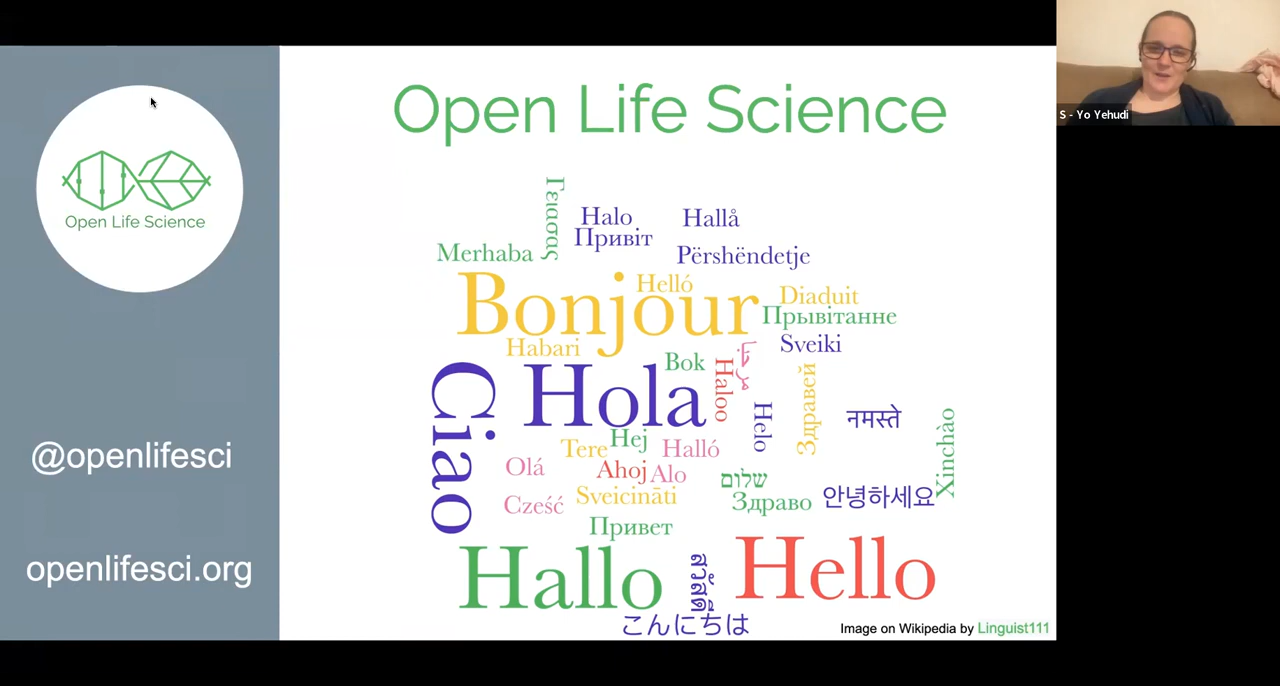 Open Life Science
@openlifesci
openlifesci.org
Open Life Science
Γειασας
Halo
Hallå
Привіт
Merhaba
Përshëndetje
Helló
Bonjour
Diaduit
Прывітанне
Habari
Sveiki
Bok
Haloo
Ciao
Hola
Helo
Здравей
नमस्ते
Xinchào
Tere
Hej
Halló
Olá
Ahoj
Alo
שלום
Cześć
Sveicināti
Здраво
안녕하세요
Привет
Hallo
สวัสดี
Hello
こんにちは
Image on Wikipedia by Linguist111
S - Yo Yehudi